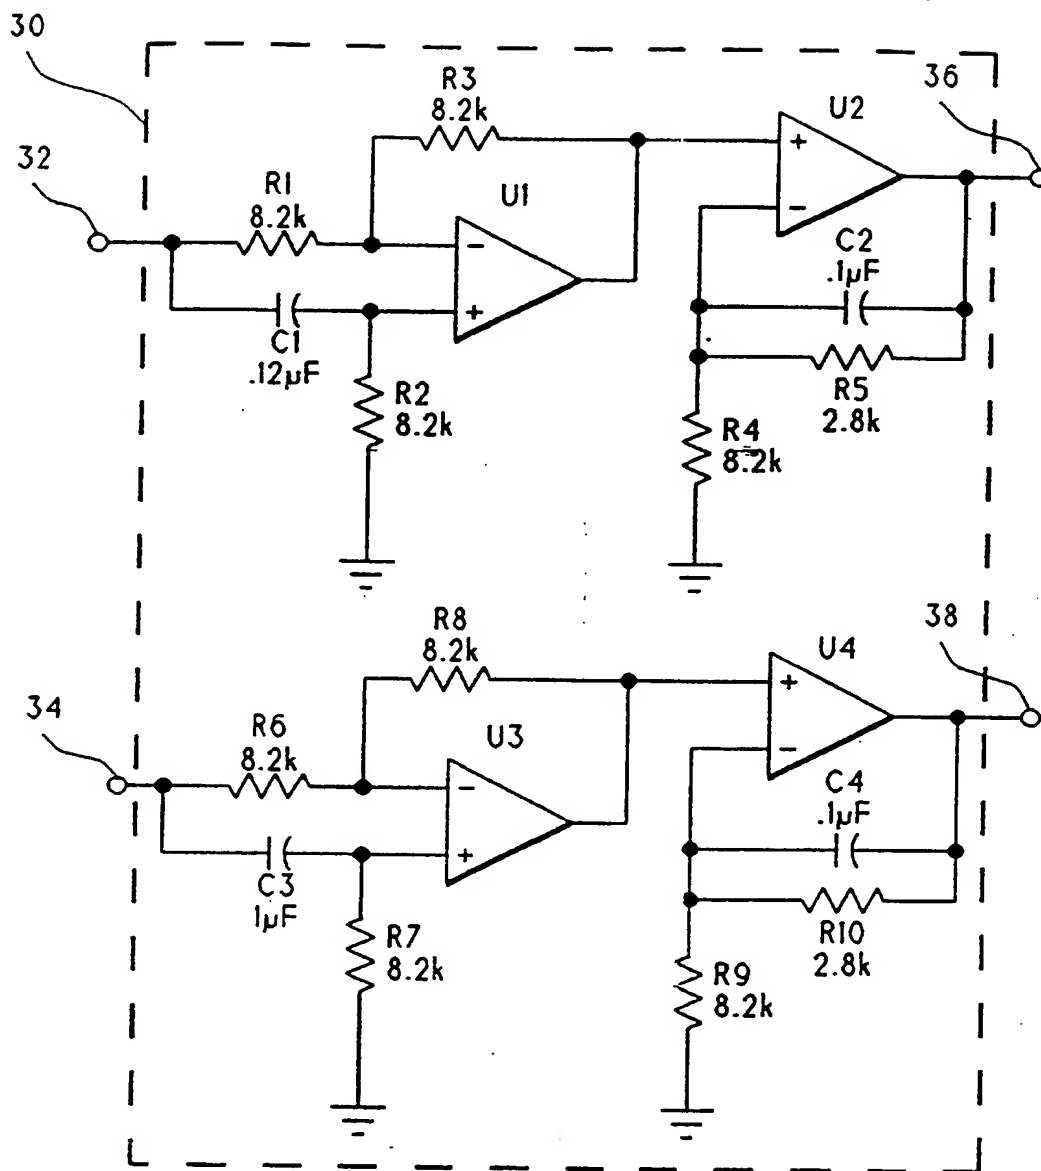 30
32
R1
8.2k
R3
8.2k
U1
-
+
C1
.12µF
R2
8.2k
U2
+
-
36
C2
.1µF
R5
2.8k
R4
8.2k
34
R6
8.2k
R8
8.2k
U3
-
+
C3
1µF
R7
8.2k
U4
+
-
38
C4
.1µF
R10
2.8k
R9
8.2k